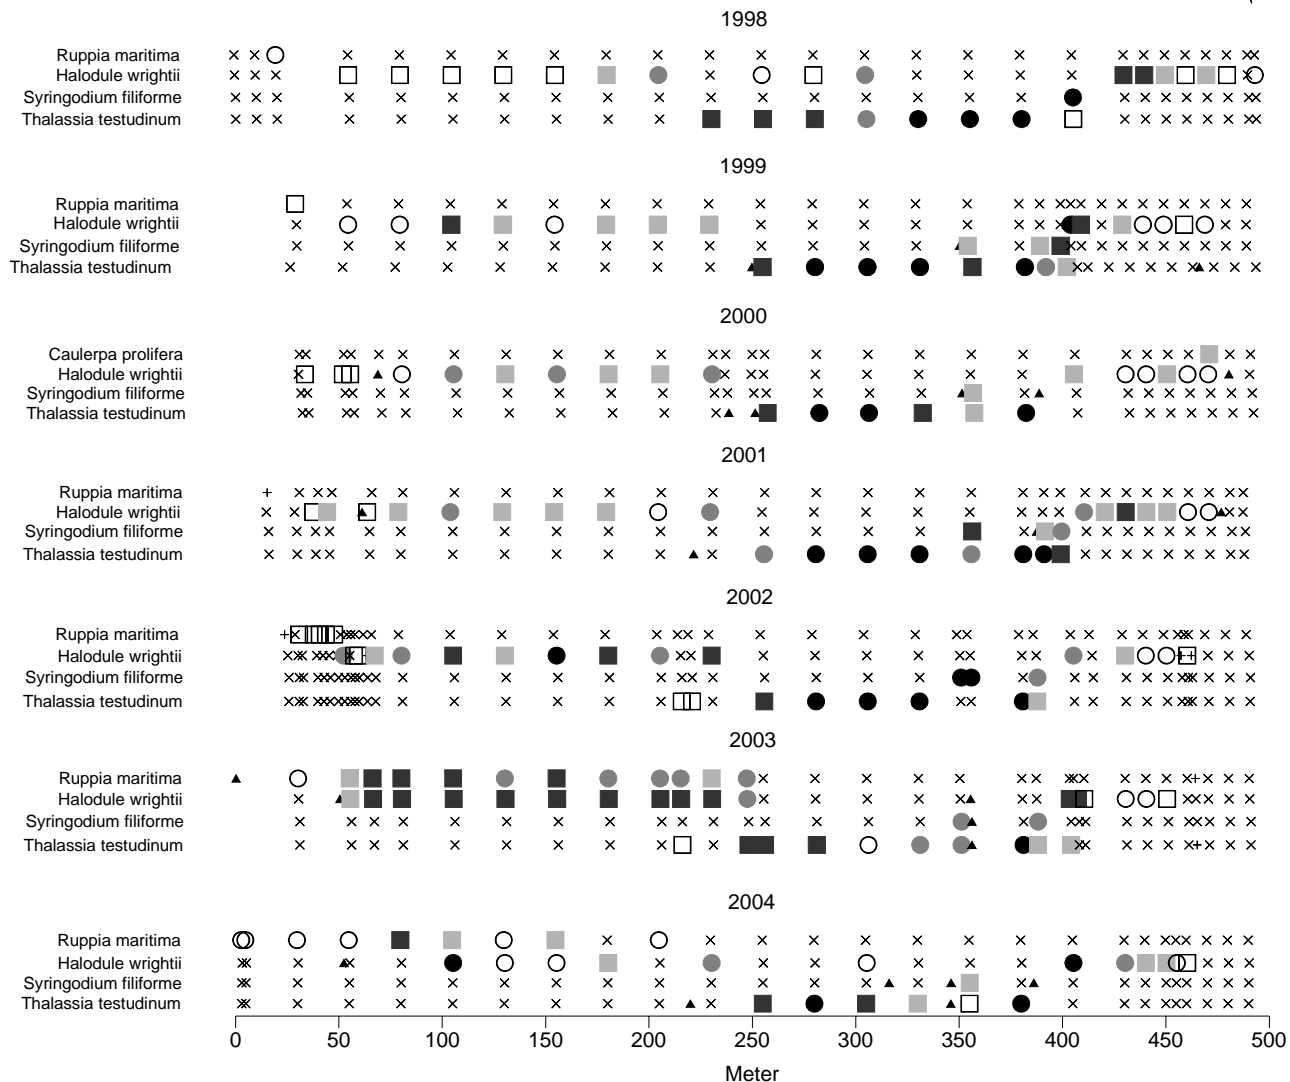 1998
Ruppia maritima
Halodule wrightii
Syringodium filiforme
Thalassia testudinum
1999
Ruppia maritima
Halodule wrightii
Syringodium filiforme
Thalassia testudinum
2000
Caulerpa prolifera
Halodule wrightii
Syringodium filiforme
Thalassia testudinum
2001
Ruppia maritima
Halodule wrightii
Syringodium filiforme
Thalassia testudinum
2002
Ruppia maritima
Halodule wrightii
Syringodium filiforme
Thalassia testudinum
2003
Ruppia maritima
Halodule wrightii
Syringodium filiforme
Thalassia testudinum
2004
Ruppia maritima
Halodule wrightii
Syringodium filiforme
Thalassia testudinum
0 50 100 150 200 250 300 350 400 450 500
Meter